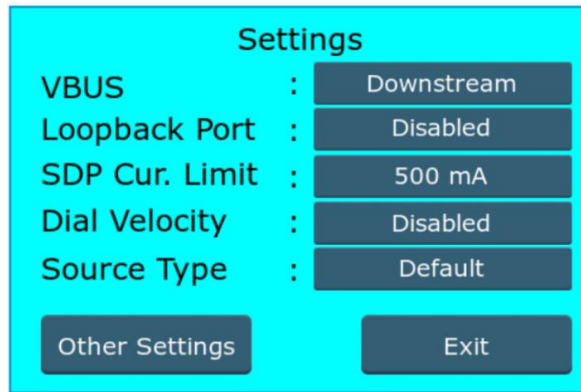 Settings
VBUS : Downstream
Loopback Port : Disabled
SDP Cur. Limit : 500 mA
Dial Velocity : Disabled
Source Type : Default
Other Settings Exit